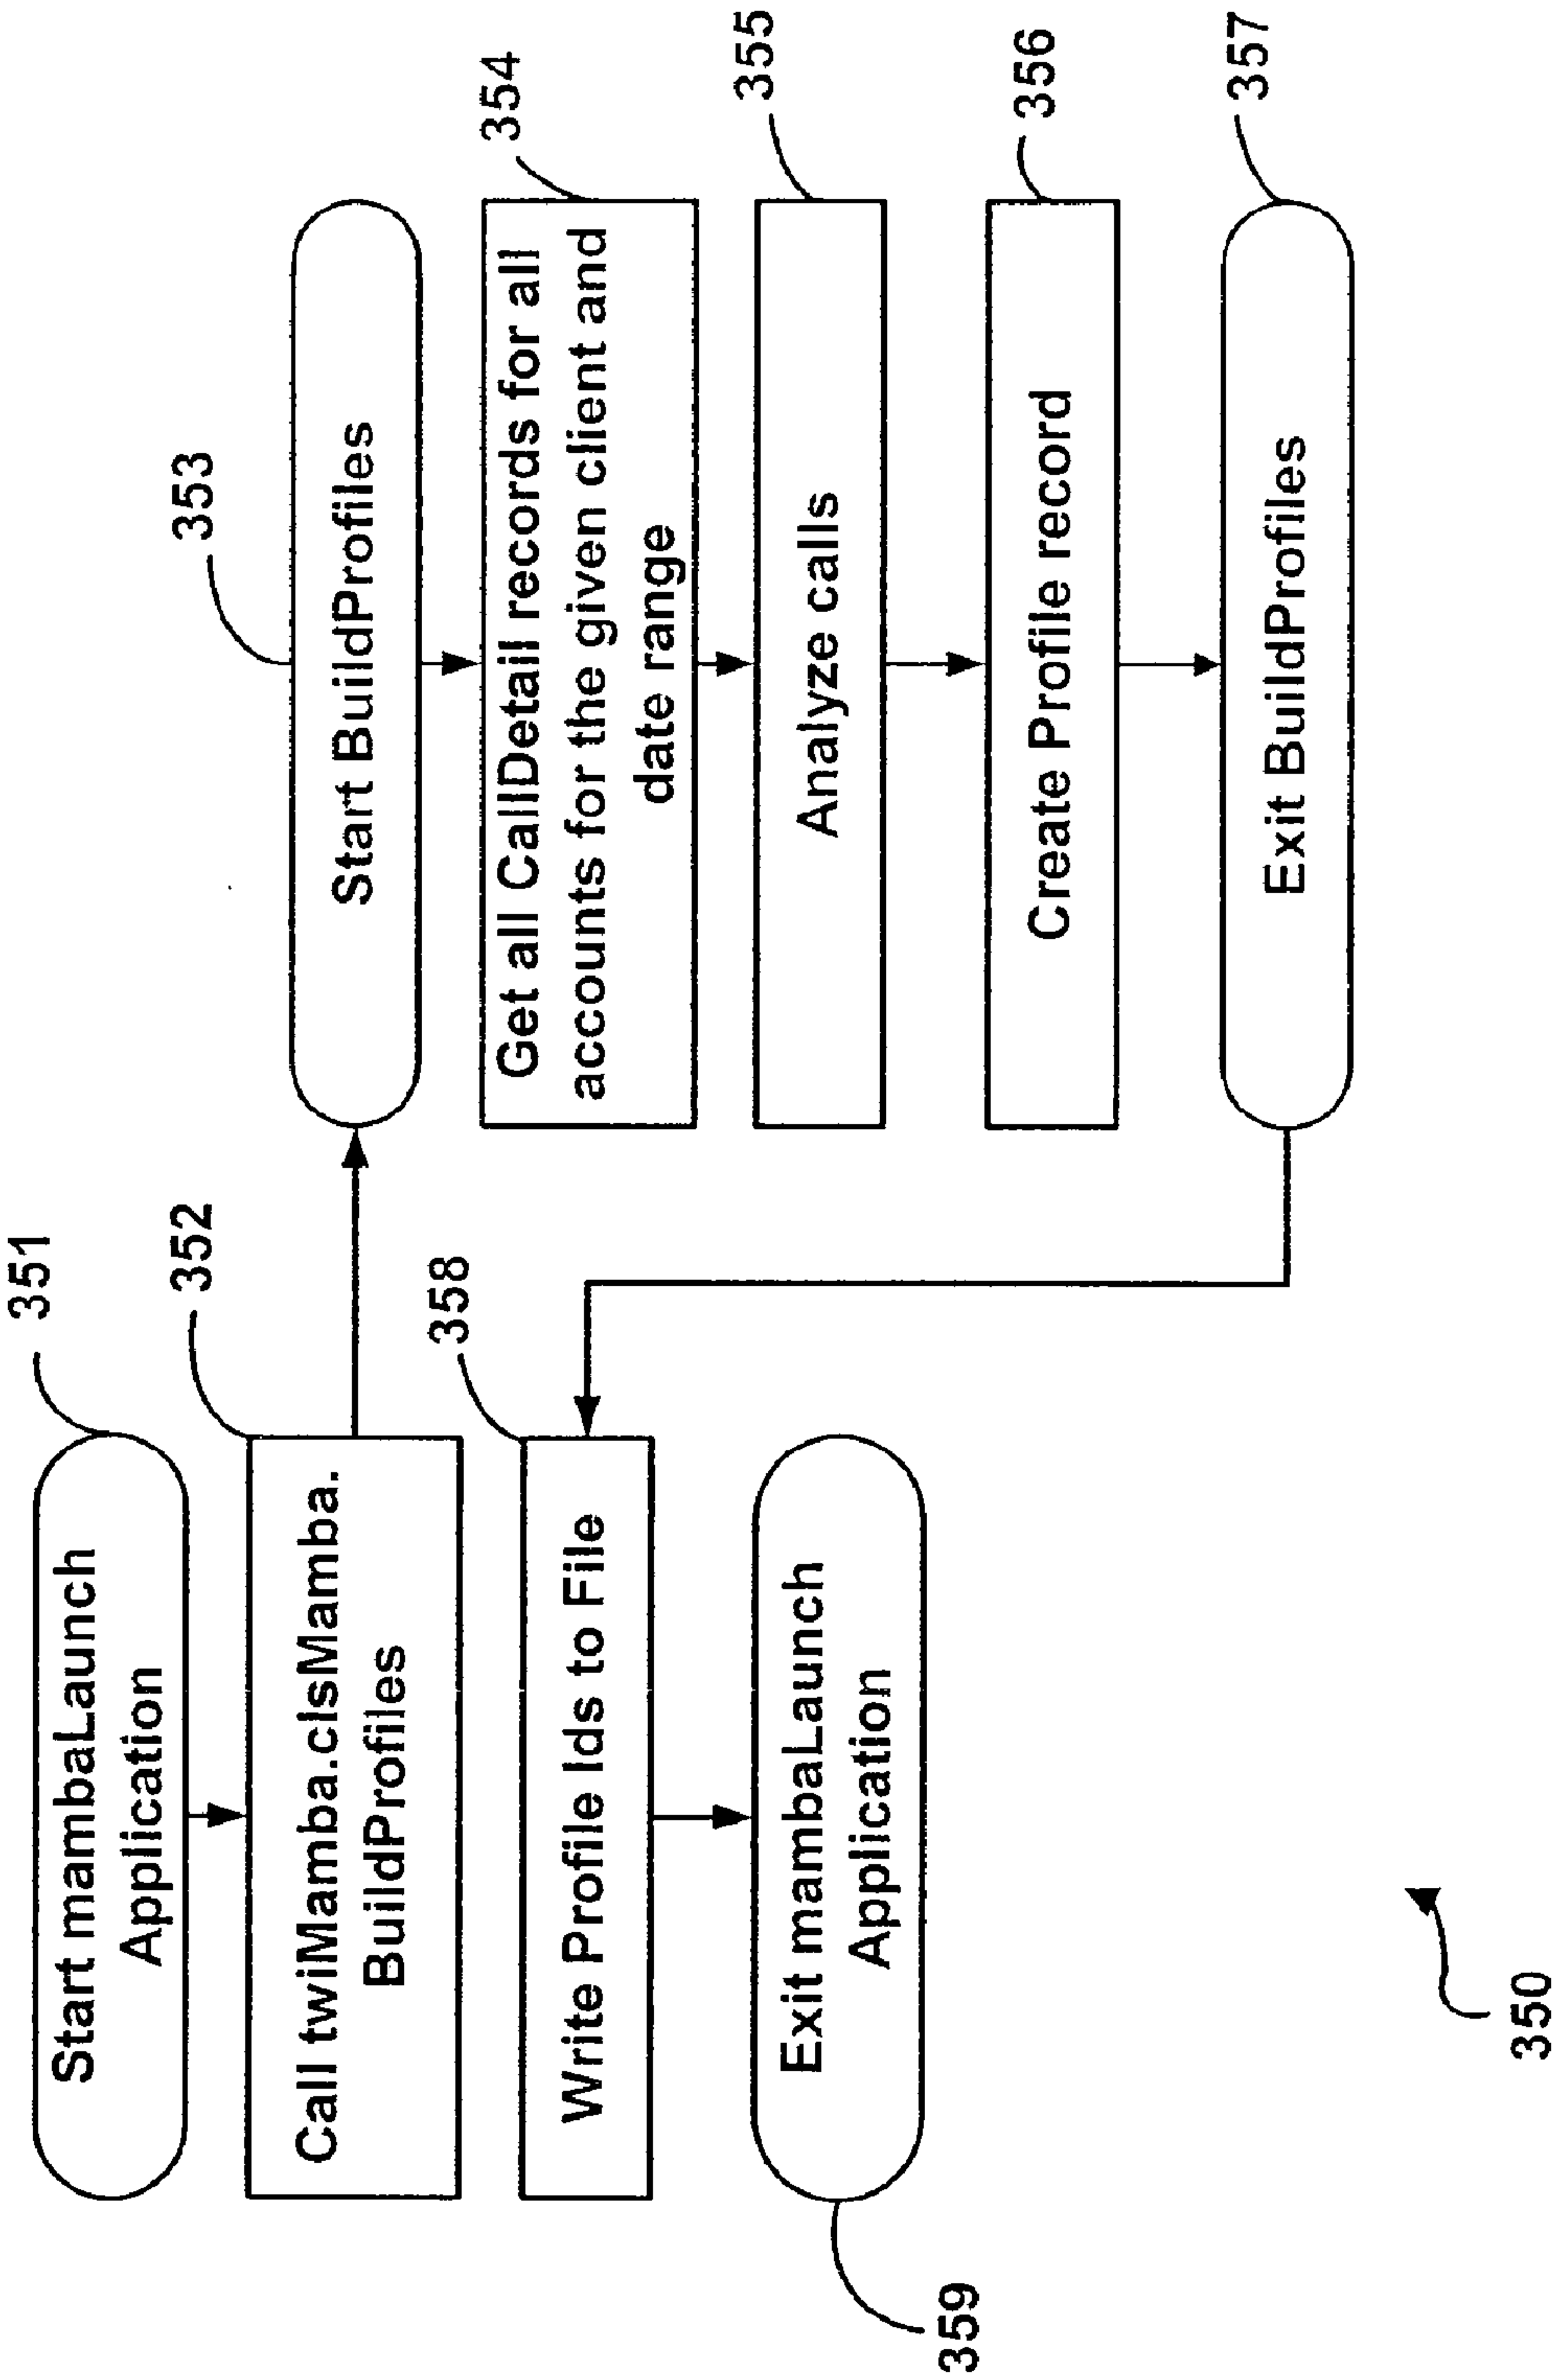 351
Start mambaLaunch
Application
352
Call twiMamba.clsMamba.
BuildProfiles
353
Start BuildProfiles
354
Get all CallDetail records for all
accounts for the given client and
date range
355
Analyze calls
356
Create Profile record
357
Exit BuildProfiles
358
Write Profile Ids to File
359
Exit mambaLaunch
Application
350